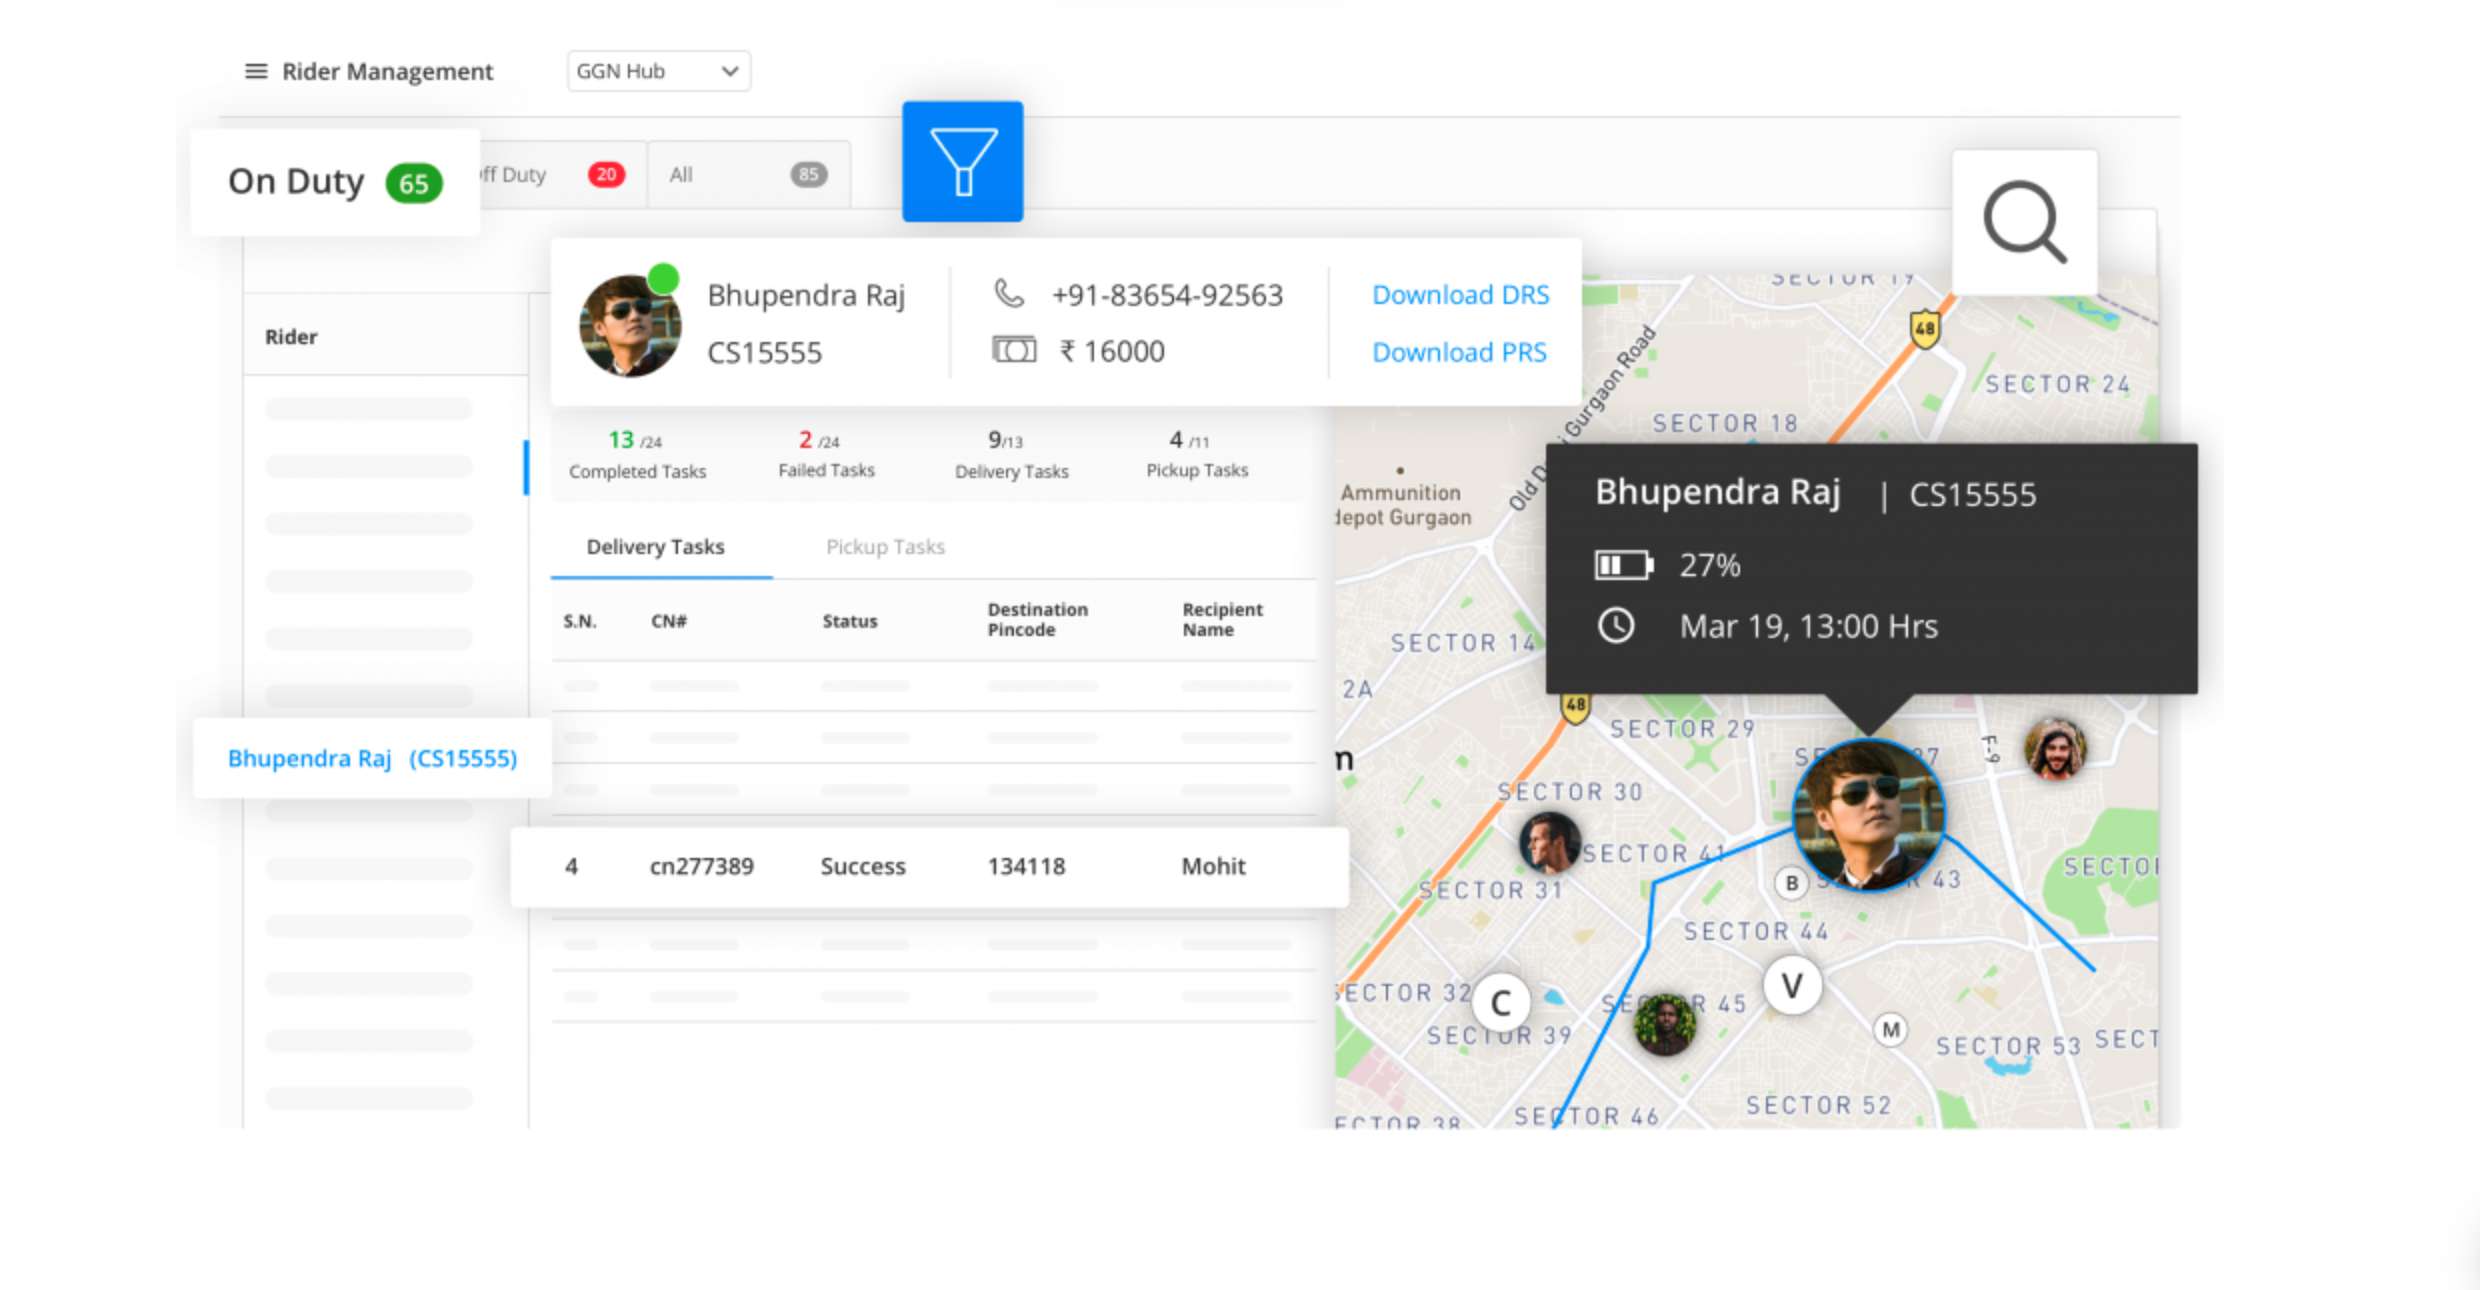 Rider Management
GGN Hub
On Duty 65
ff Duty 20
All 85
Rider
Bhupendra Raj
CS15555
+91-83654-92563
₹ 16000
Download DRS
Download PRS
13 /24
Completed Tasks
2 /24
Failed Tasks
9/13
Delivery Tasks
4 /11
Pickup Tasks
Delivery Tasks
Pickup Tasks
S.N.
CN#
Status
Destination
Pincode
Recipient
Name
Bhupendra Raj (CS15555)
4 cn277389 Success 134118 Mohit
SECTOR 19
48
SECTOR 24
Gurgaon Road
SECTOR 18
Old D
Ammunition
depot Gurgaon
Bhupendra Raj | CS15555
27%
Mar 19, 13:00 Hrs
SECTOR 14
2A
48
SECTOR 29
F-9
m
SECTOR 30
SECTOR 41
B
43
SECTOR 31
SECTOR 44
V
SECTOR 32
C
R 45
M
SECTOR 39
SECTOR 53
SECT
SECTOR 52
SECTOR 46
ECTOR 38